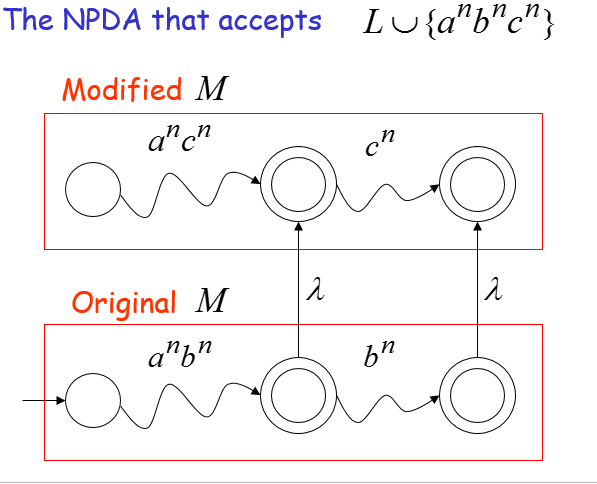 The NPDA that accepts L ∪ {aⁿbⁿcⁿ}
Modified M
aⁿcⁿ
cⁿ
λ
λ
Original M
aⁿbⁿ
bⁿ